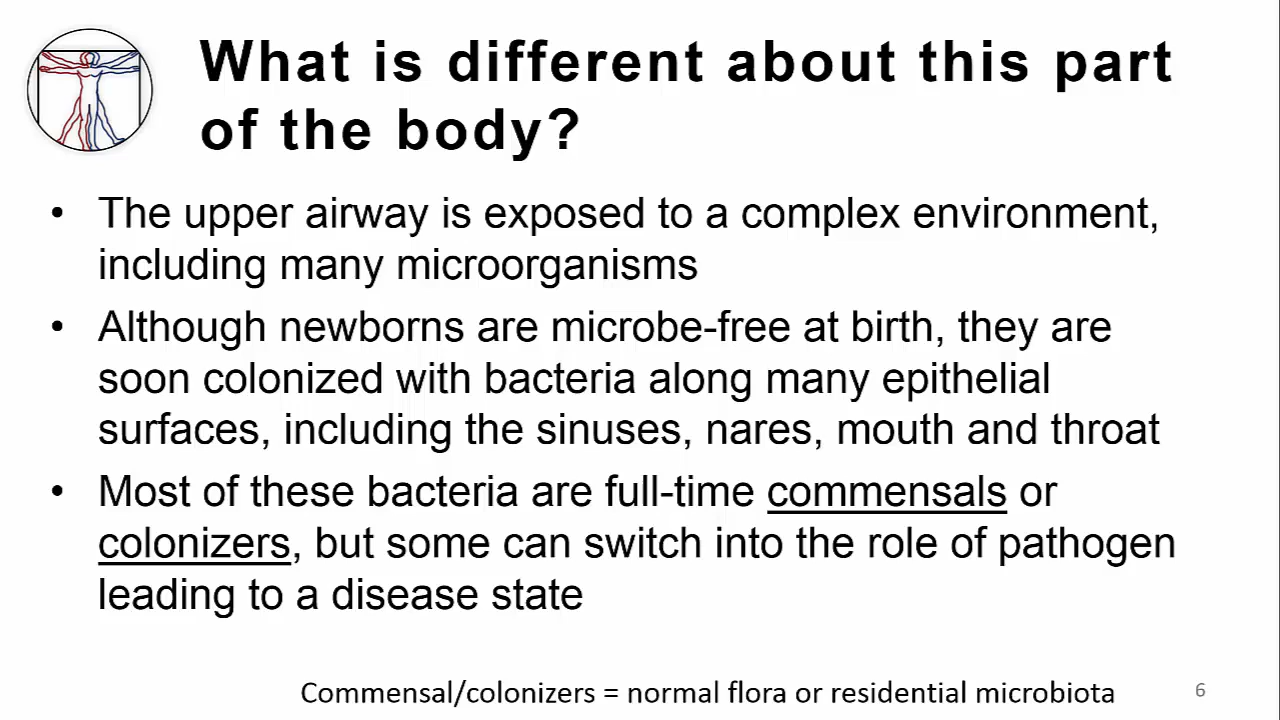 What is different about this part
of the body?
• The upper airway is exposed to a complex environment,
including many microorganisms
• Although newborns are microbe-free at birth, they are
soon colonized with bacteria along many epithelial
surfaces, including the sinuses, nares, mouth and throat
• Most of these bacteria are full-time commensals or
colonizers, but some can switch into the role of pathogen
leading to a disease state
Commensal/colonizers = normal flora or residential microbiota
6